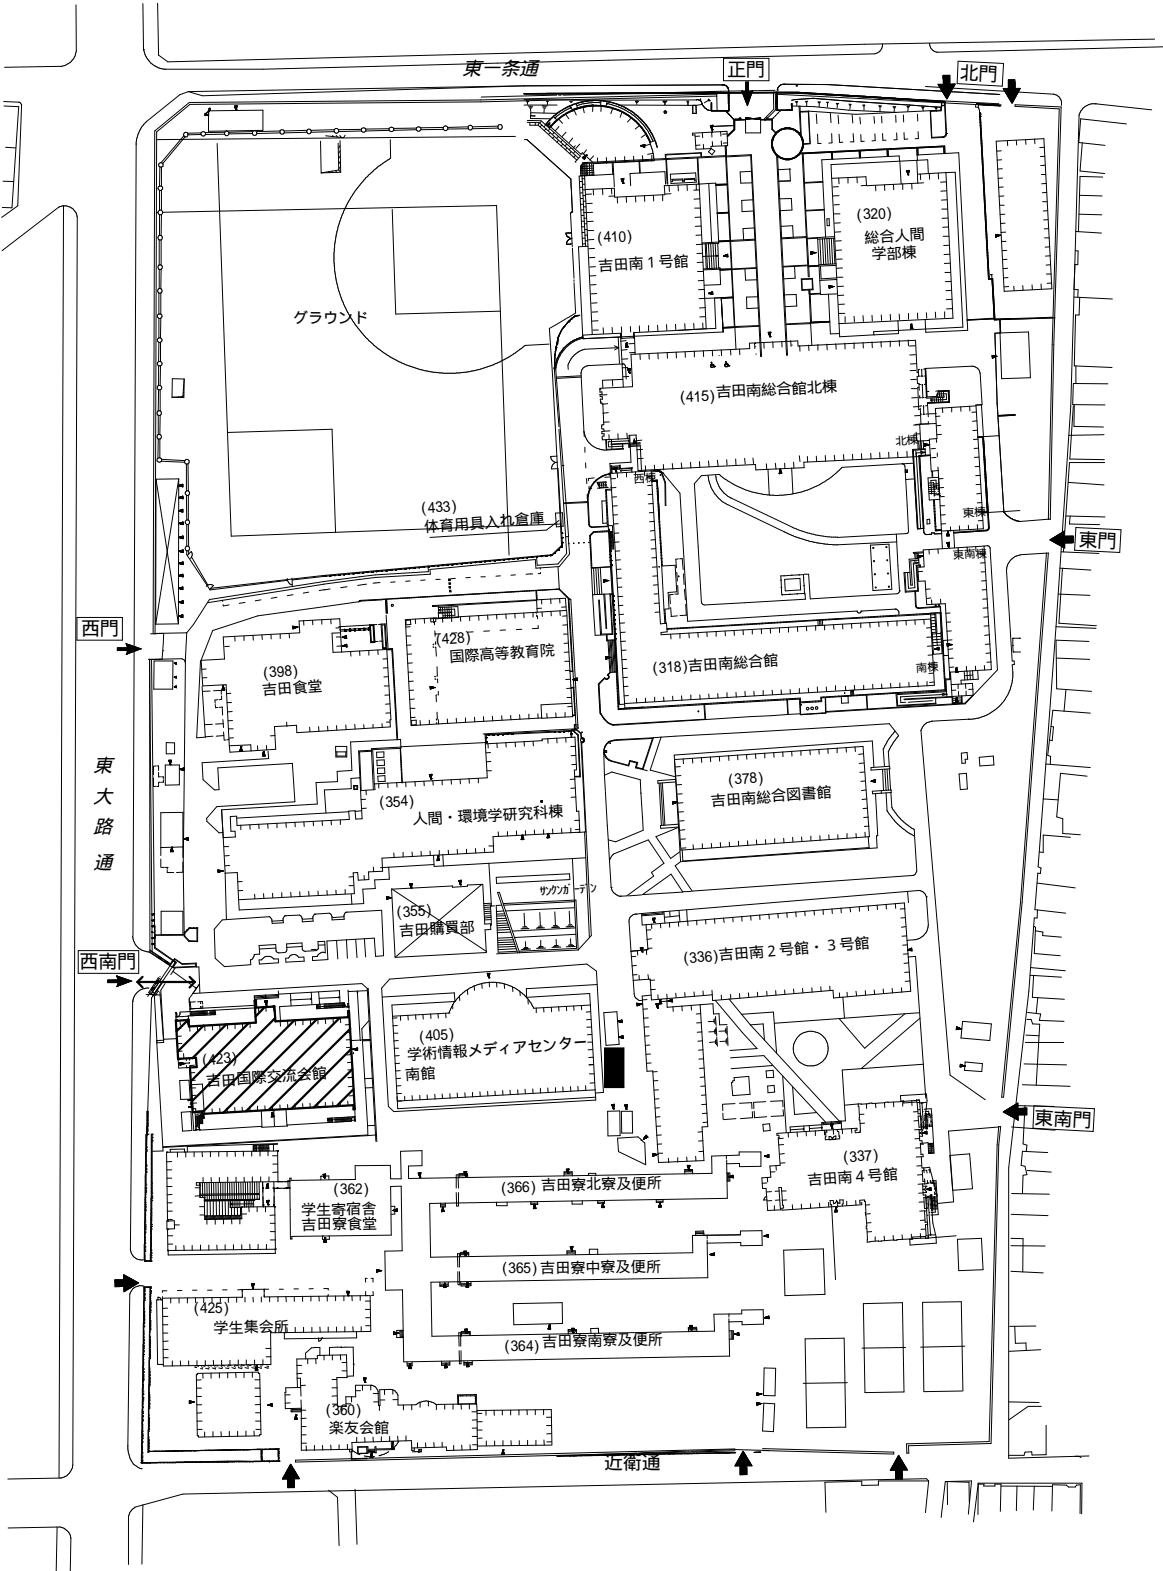 東一条通
正門
北門
(410)
吉田南1号館
(320)
総合人間
学部棟
グラウンド
(415)吉田南総合館北棟
北棟
西棟
(433)
体育用具入れ倉庫
東棟
東門
東南棟
西門
(428)
国際高等教育院
(398)
吉田食堂
(318)吉田南総合館
南棟
東大路通
(378)
吉田南総合図書館
(354)
人間・環境学研究科棟
サンクンガーデン
(355)
吉田購買部
(336)吉田南2号館・3号館
西南門
(405)
学術情報メディアセンター
南館
(423)
吉田国際交流会館
東南門
(337)
吉田南4号館
(362)
学生寄宿舎
吉田寮食堂
(366)吉田寮北寮及便所
(365)吉田寮中寮及便所
(425)
学生集会所
(364)吉田寮南寮及便所
(360)
楽友会館
近衛通